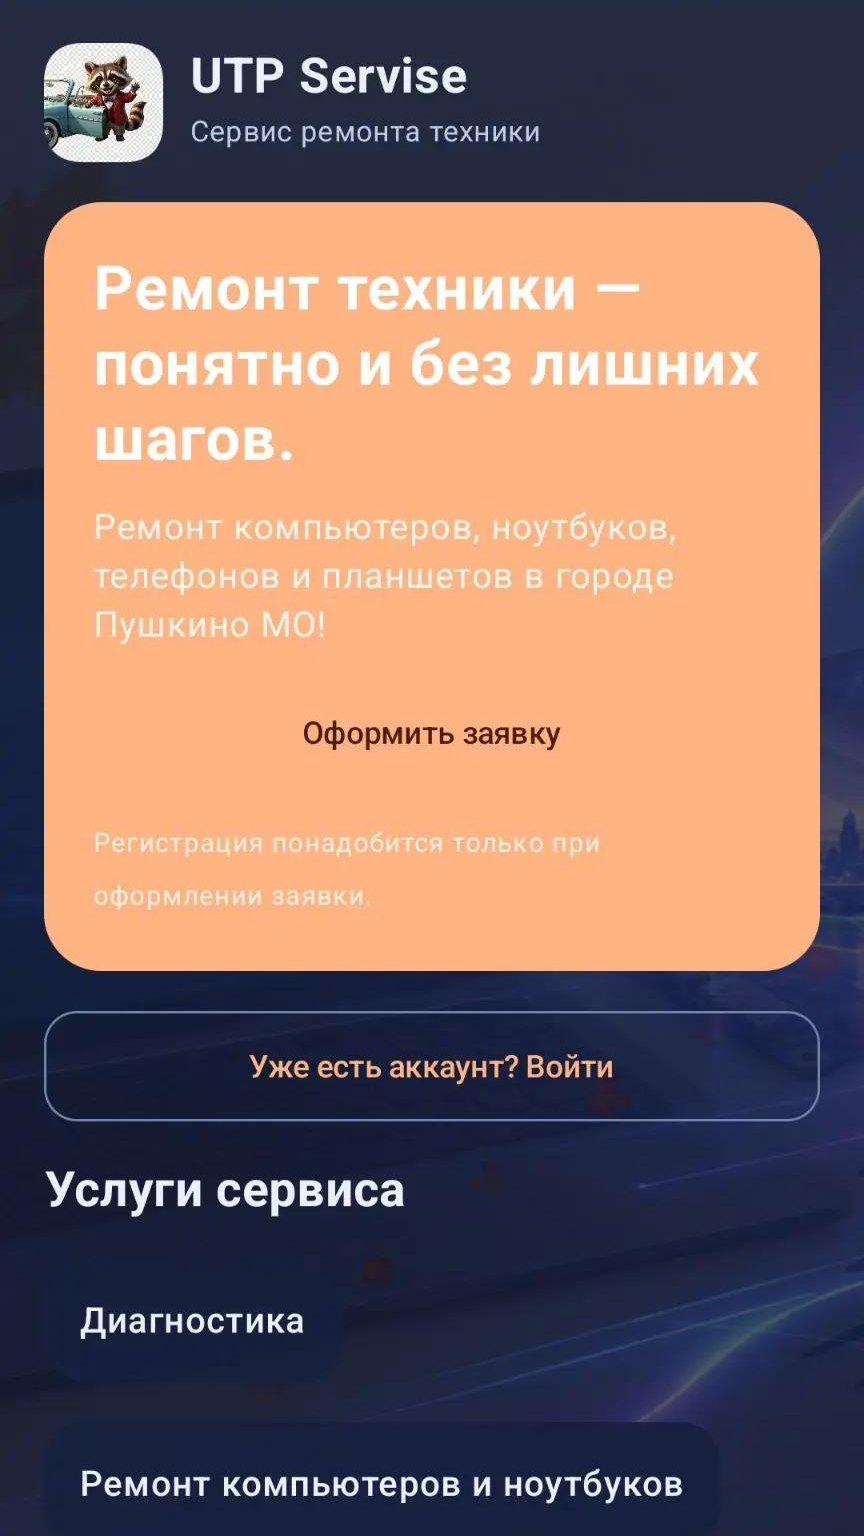 UTP Servise
Сервис ремонта техники
Ремонт техники —
понятно и без лишних
шагов.
Ремонт компьютеров, ноутбуков,
телефонов и планшетов в городе
Пушкино МО!
Оформить заявку
Регистрация понадобится только при
оформлении заявки.
Уже есть аккаунт? Войти
Услуги сервиса
Диагностика
Ремонт компьютеров и ноутбуков